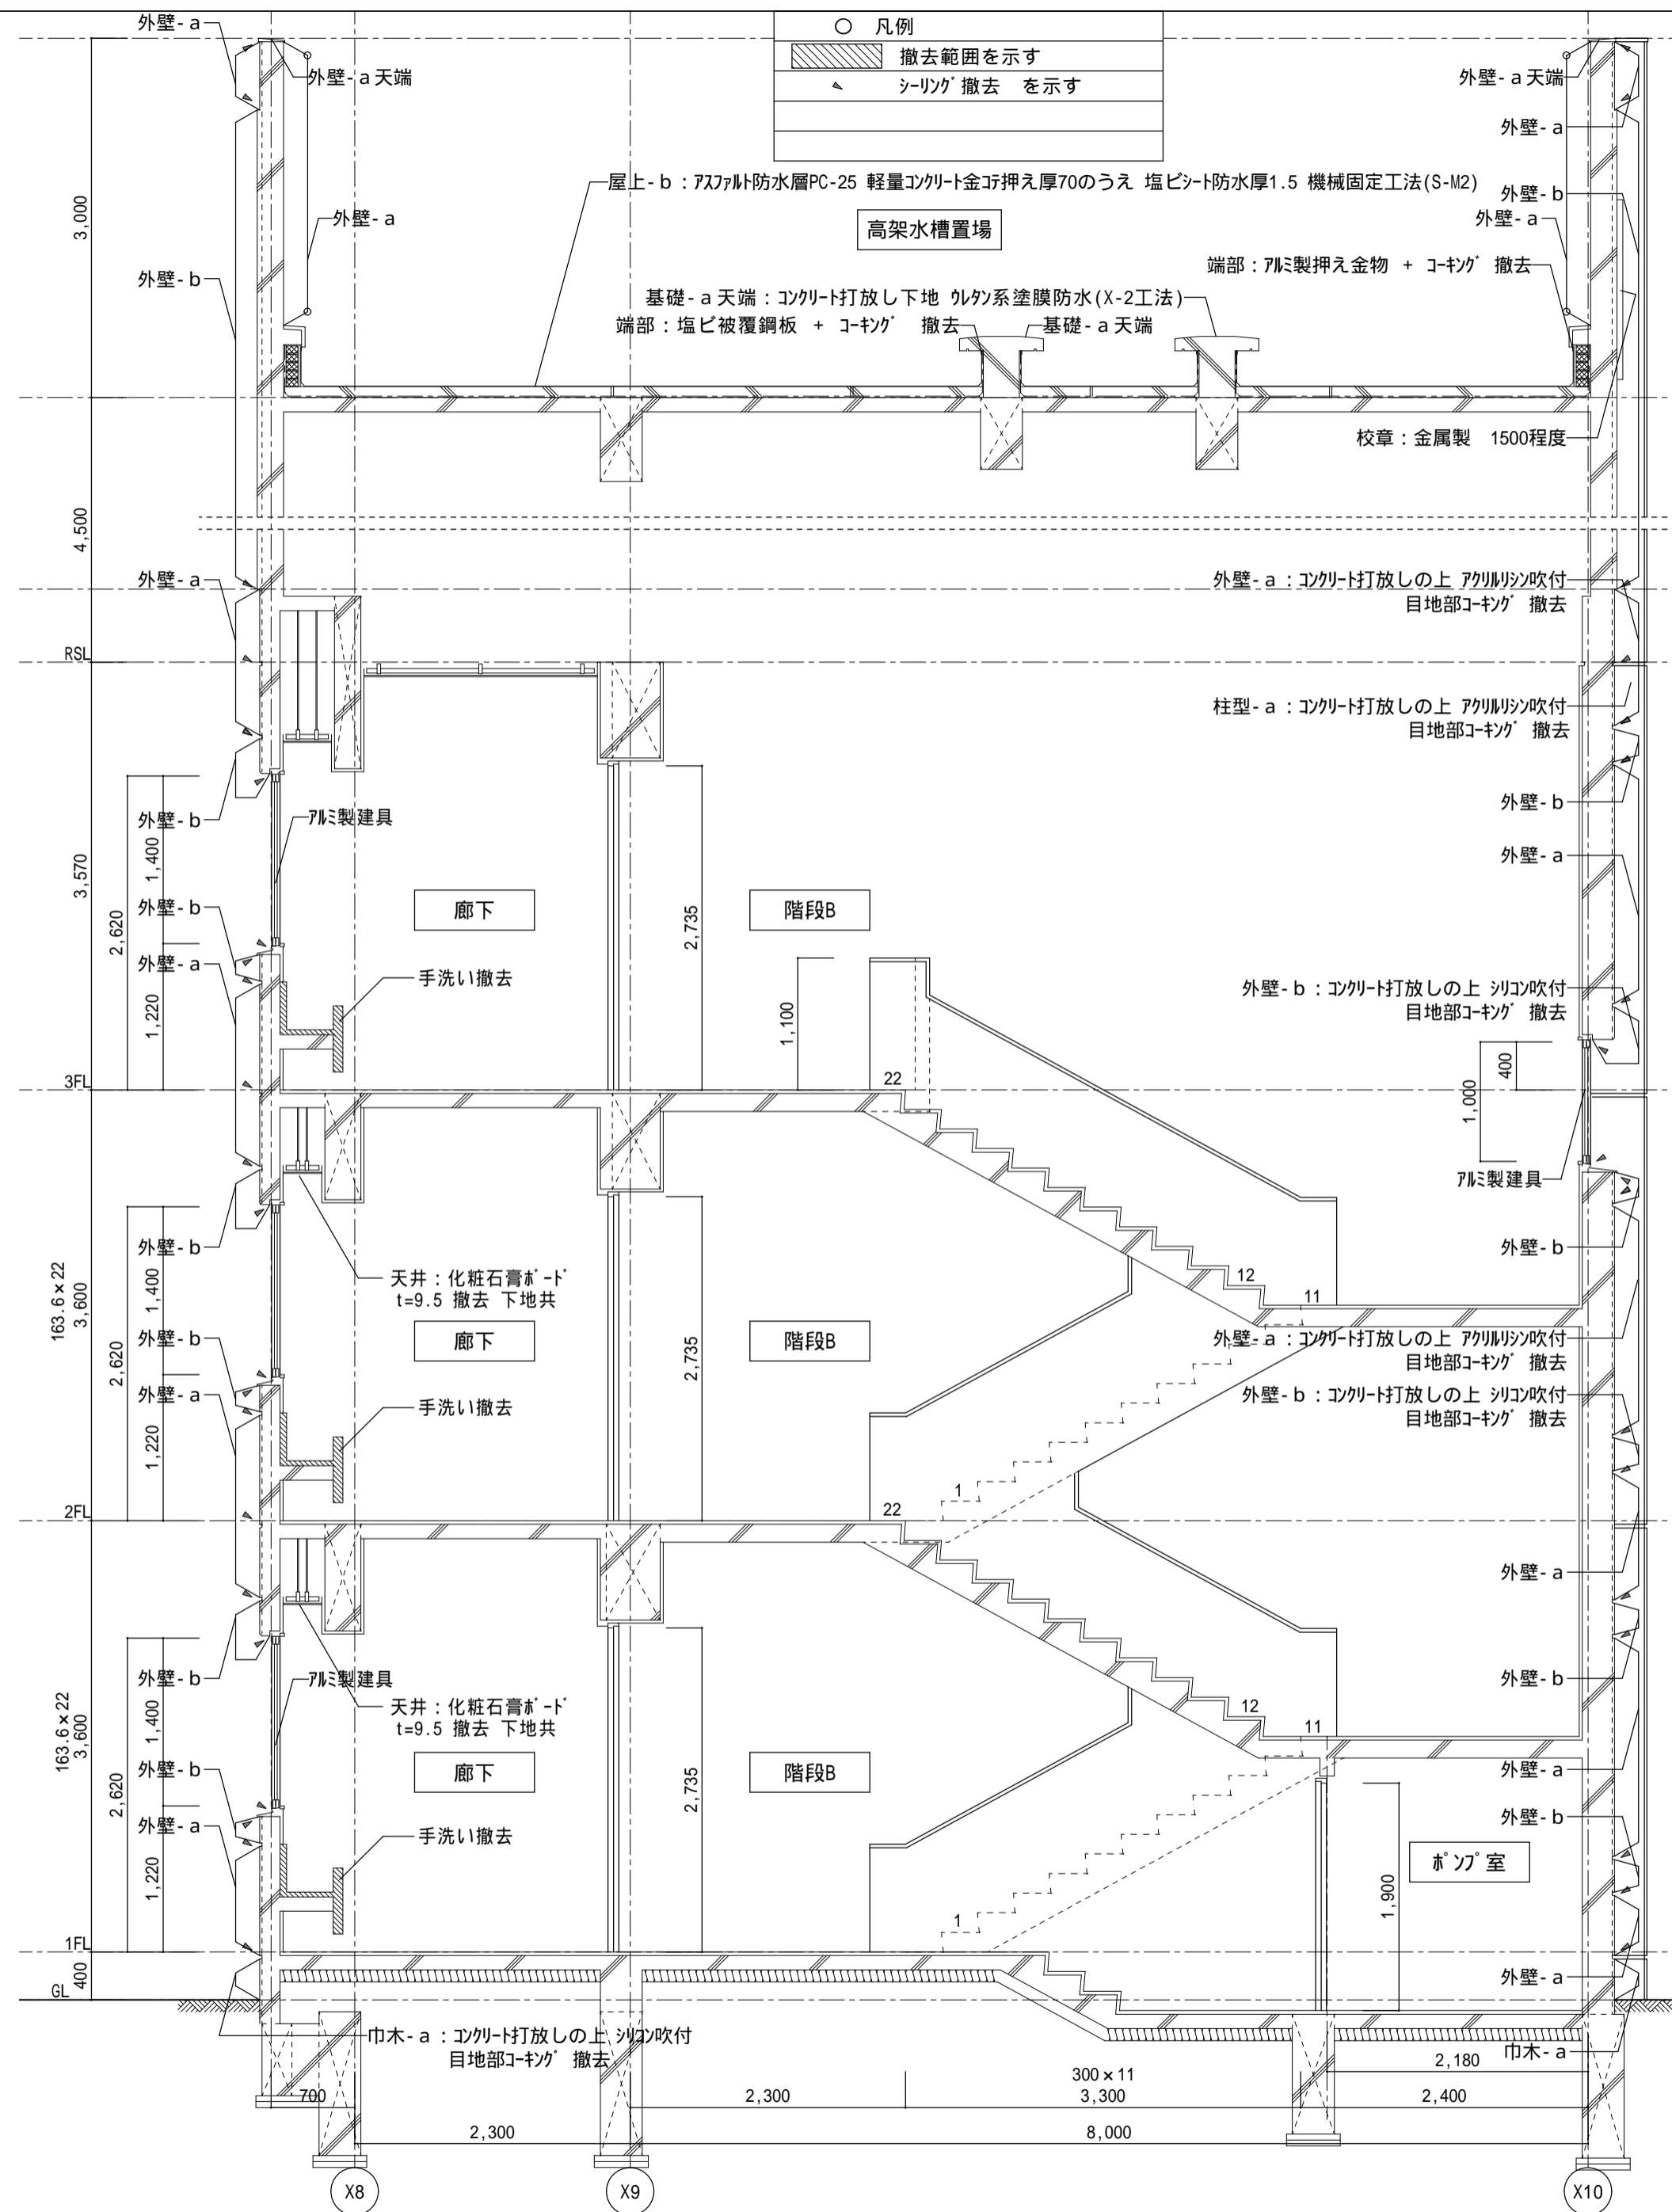 外壁-a
○ 凡例
撤去範囲を示す
シーリング撤去 を示す
外壁-a天端
外壁-a天端
外壁-a
屋上-b：アスファルト防水層PC-25 軽量コンクリート金コテ押え厚70のうえ 塩ビシート防水厚1.5 機械固定工法(S-M2)
外壁-b
3,000
外壁-a
高架水槽置場
外壁-a
端部：アルミ製押え金物 + コーキング 撤去
外壁-b
基礎-a天端：コンクリート打放し下地 ウレタン系塗膜防水(X-2工法)
端部：塩ビ被覆鋼板 + コーキング 撤去
基礎-a天端
校章：金属製 1500程度
4,500
外壁-a
外壁-a：コンクリート打放しの上 アクリルリシン吹付
目地部コーキング 撤去
RSL
柱型-a：コンクリート打放しの上 アクリルリシン吹付
目地部コーキング 撤去
外壁-b
外壁-b
アルミ製建具
1,400
3,570
外壁-a
2,620
外壁-b
廊下
2,735
階段B
外壁-a
手洗い撤去
1,220
1,100
外壁-b：コンクリート打放しの上 シリコン吹付
目地部コーキング 撤去
3FL
22
400
1,000
アルミ製建具
外壁-b
外壁-b
天井：化粧石膏ボード
t=9.5 撤去 下地共
163.6×22
3,600
1,400
12
11
2,620
外壁-b
廊下
2,735
階段B
外壁-a：コンクリート打放しの上 アクリルリシン吹付
目地部コーキング 撤去
外壁-a
手洗い撤去
外壁-b：コンクリート打放しの上 シリコン吹付
目地部コーキング 撤去
1,220
1
2FL
22
外壁-a
外壁-b
アルミ製建具
外壁-b
天井：化粧石膏ボード
t=9.5 撤去 下地共
163.6×22
3,600
1,400
12
11
外壁-b
廊下
階段B
外壁-a
2,620
2,735
外壁-a
外壁-b
手洗い撤去
ポンプ室
1,220
1,900
1
1FL
400
外壁-a
GL
巾木-a：コンクリート打放しの上 シリコン吹付
目地部コーキング 撤去
巾木-a
2,180
700
2,300
300×11
3,300
2,400
2,300
8,000
X8
X9
X10